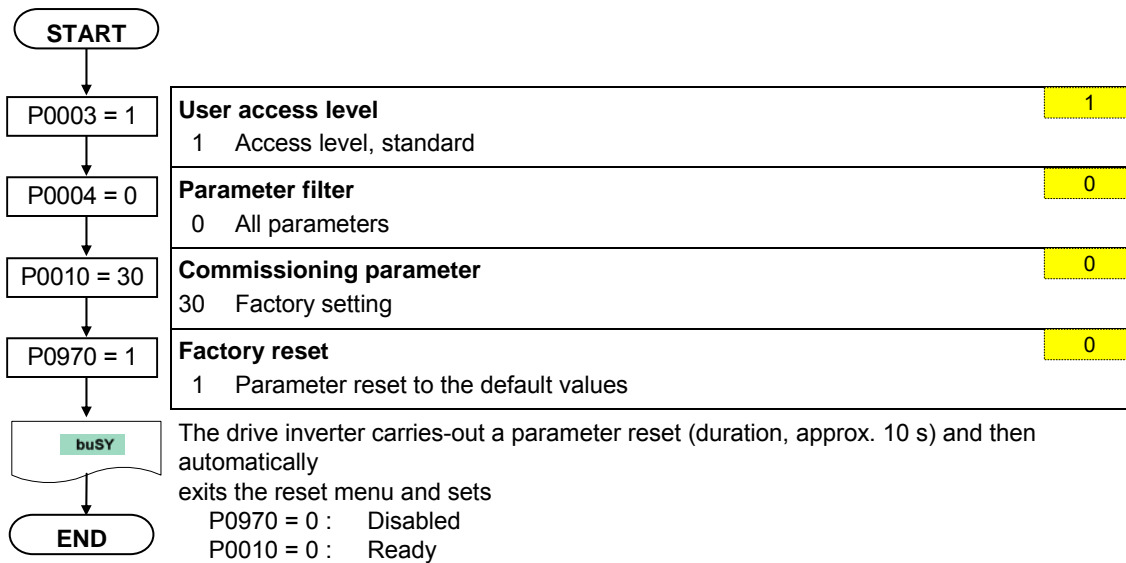 START
P0003 = 1
User access level 1
1 Access level, standard
P0004 = 0
Parameter filter 0
0 All parameters
P0010 = 30
Commissioning parameter 0
30 Factory setting
P0970 = 1
Factory reset 0
1 Parameter reset to the default values
buSY
The drive inverter carries-out a parameter reset (duration, approx. 10 s) and then
automatically
exits the reset menu and sets
P0970 = 0 : Disabled
P0010 = 0 : Ready
END